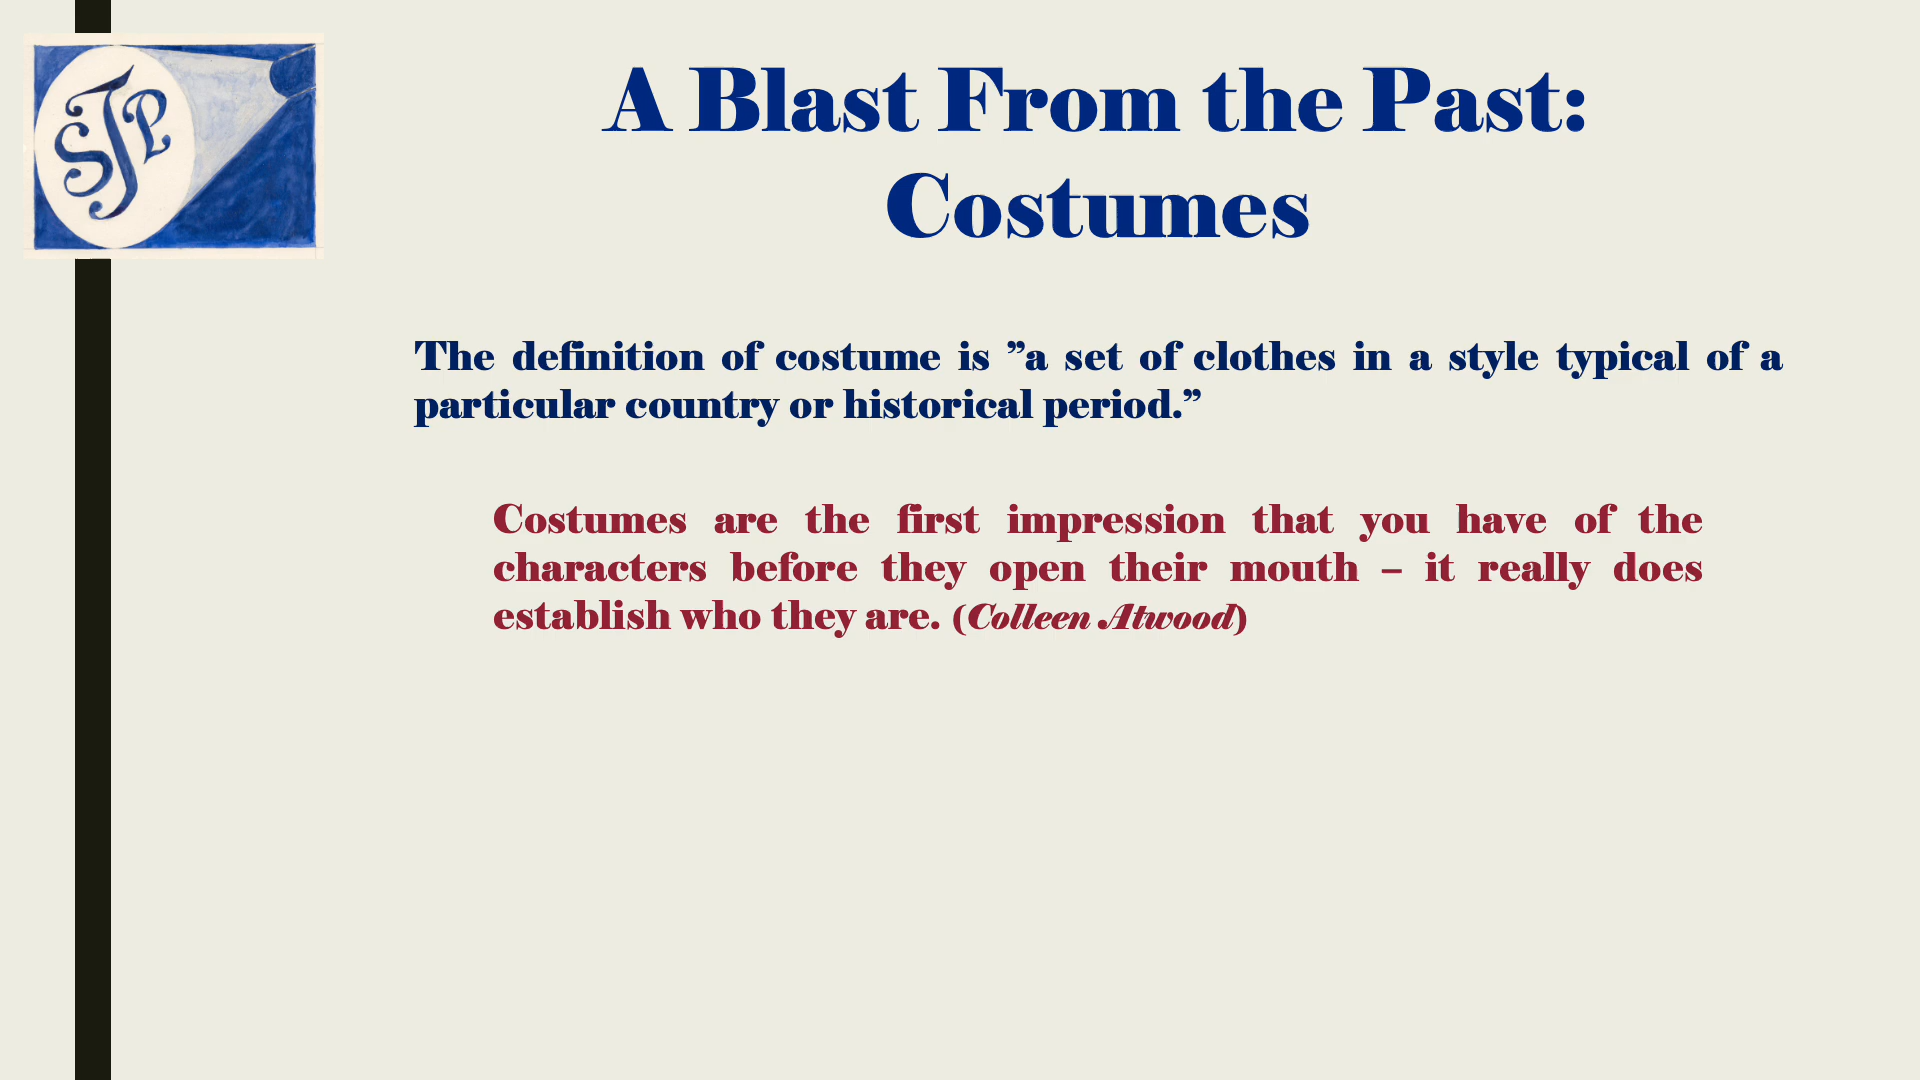 SJP
A Blast From the Past:
Costumes
The definition of costume is ”a set of clothes in a style typical of a
particular country or historical period.”
Costumes are the first impression that you have of the
characters before they open their mouth – it really does
establish who they are. (Colleen Atwood)